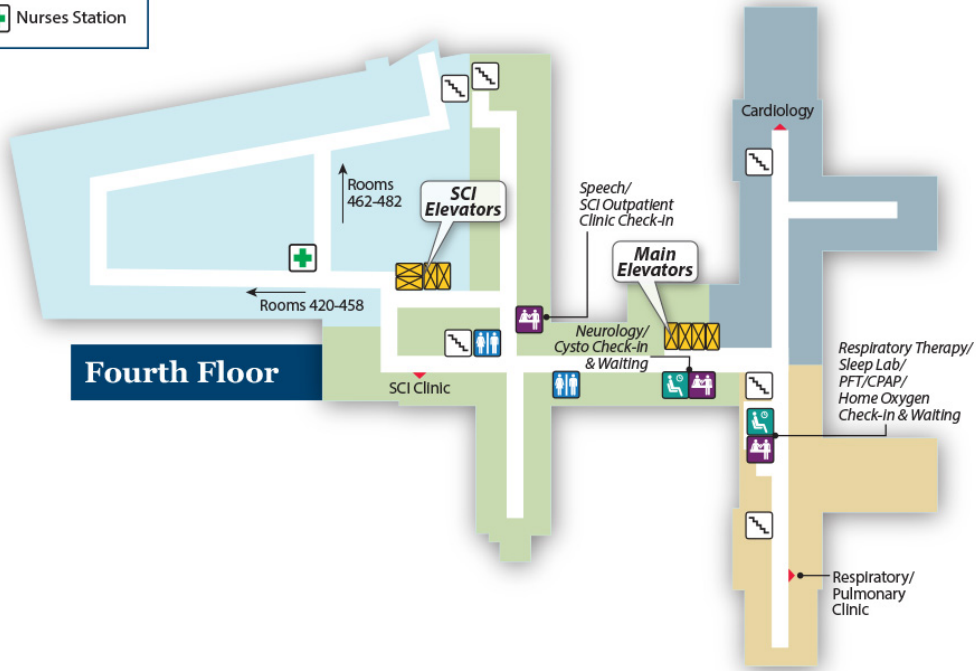 Nurses Station
Cardiology
Rooms
462-482
SCI
Elevators
Speech/
SCI Outpatient
Clinic Check-in
Main
Elevators
Rooms 420-458
Neurology/
Cysto Check-in
& Waiting
Fourth Floor
SCI Clinic
Respiratory Therapy/
Sleep Lab/
PFT/CPAP/
Home Oxygen
Check-in & Waiting
Respiratory/
Pulmonary
Clinic